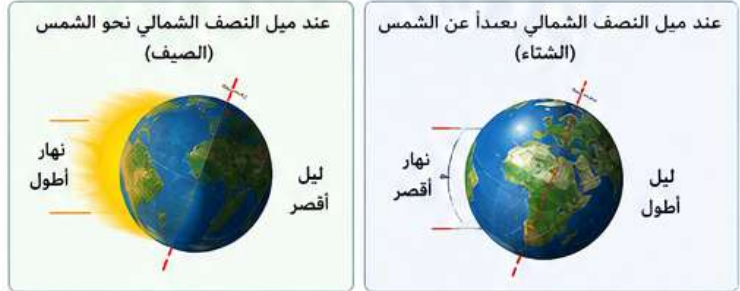 عند ميل النصف الشمالي بعيداً عن الشمس
(الشتاء)
نهار
أقصر
ليل
أطول
عند ميل النصف الشمالي نحو الشمس
(الصيف)
نهار
أطول
ليل
أقصر